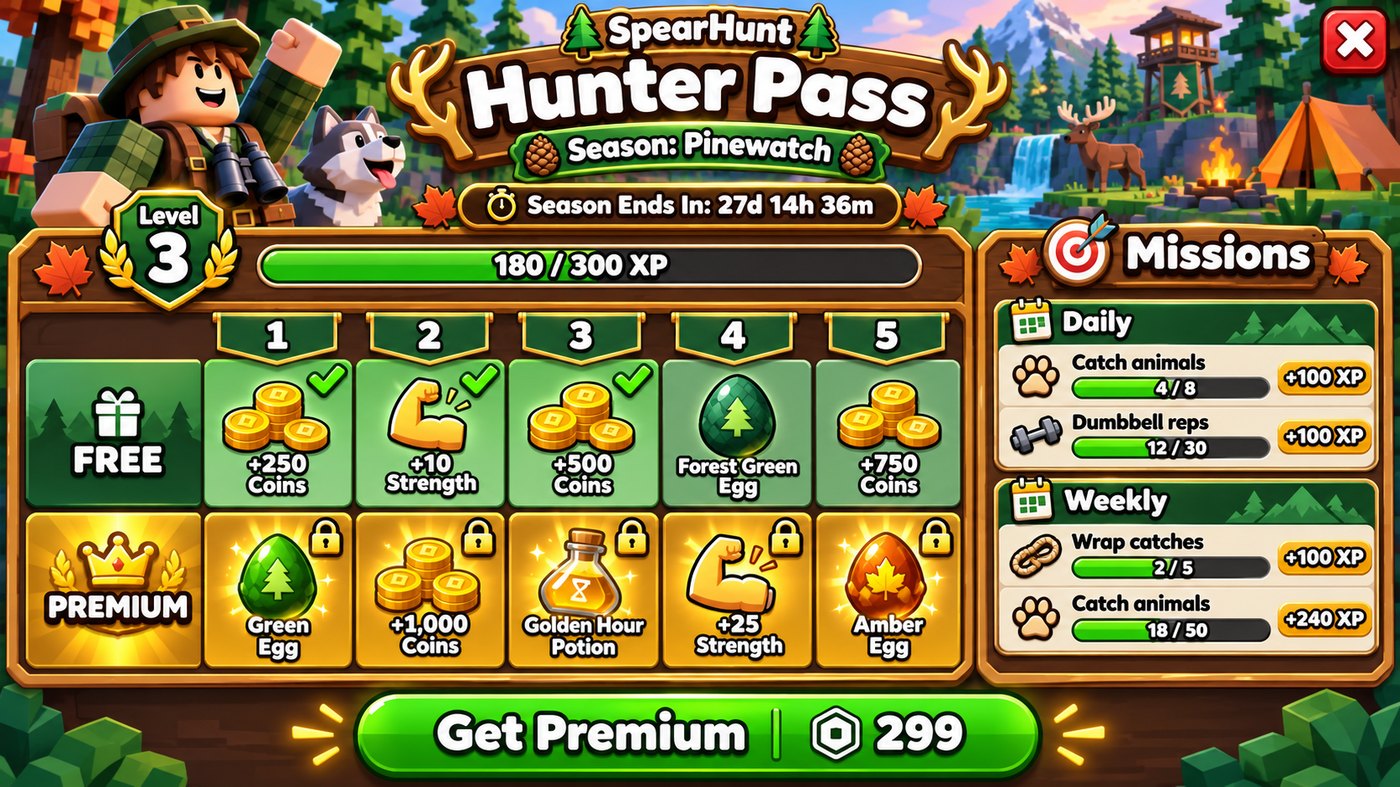 SpearHunt
Hunter Pass
Season: Pinewatch
Season Ends In: 27d 14h 36m
Level
3
180 / 300 XP
1
2
3
4
5
FREE
+250
Coins
+10
Strength
+500
Coins
Forest Green
Egg
+750
Coins
PREMIUM
Green
Egg
+1,000
Coins
Golden Hour
Potion
+25
Strength
Amber
Egg
Missions
Daily
Catch animals
4 / 8
+100 XP
Dumbbell reps
12 / 30
+100 XP
Weekly
Wrap catches
2 / 5
+100 XP
Catch animals
18 / 50
+240 XP
Get Premium | 299